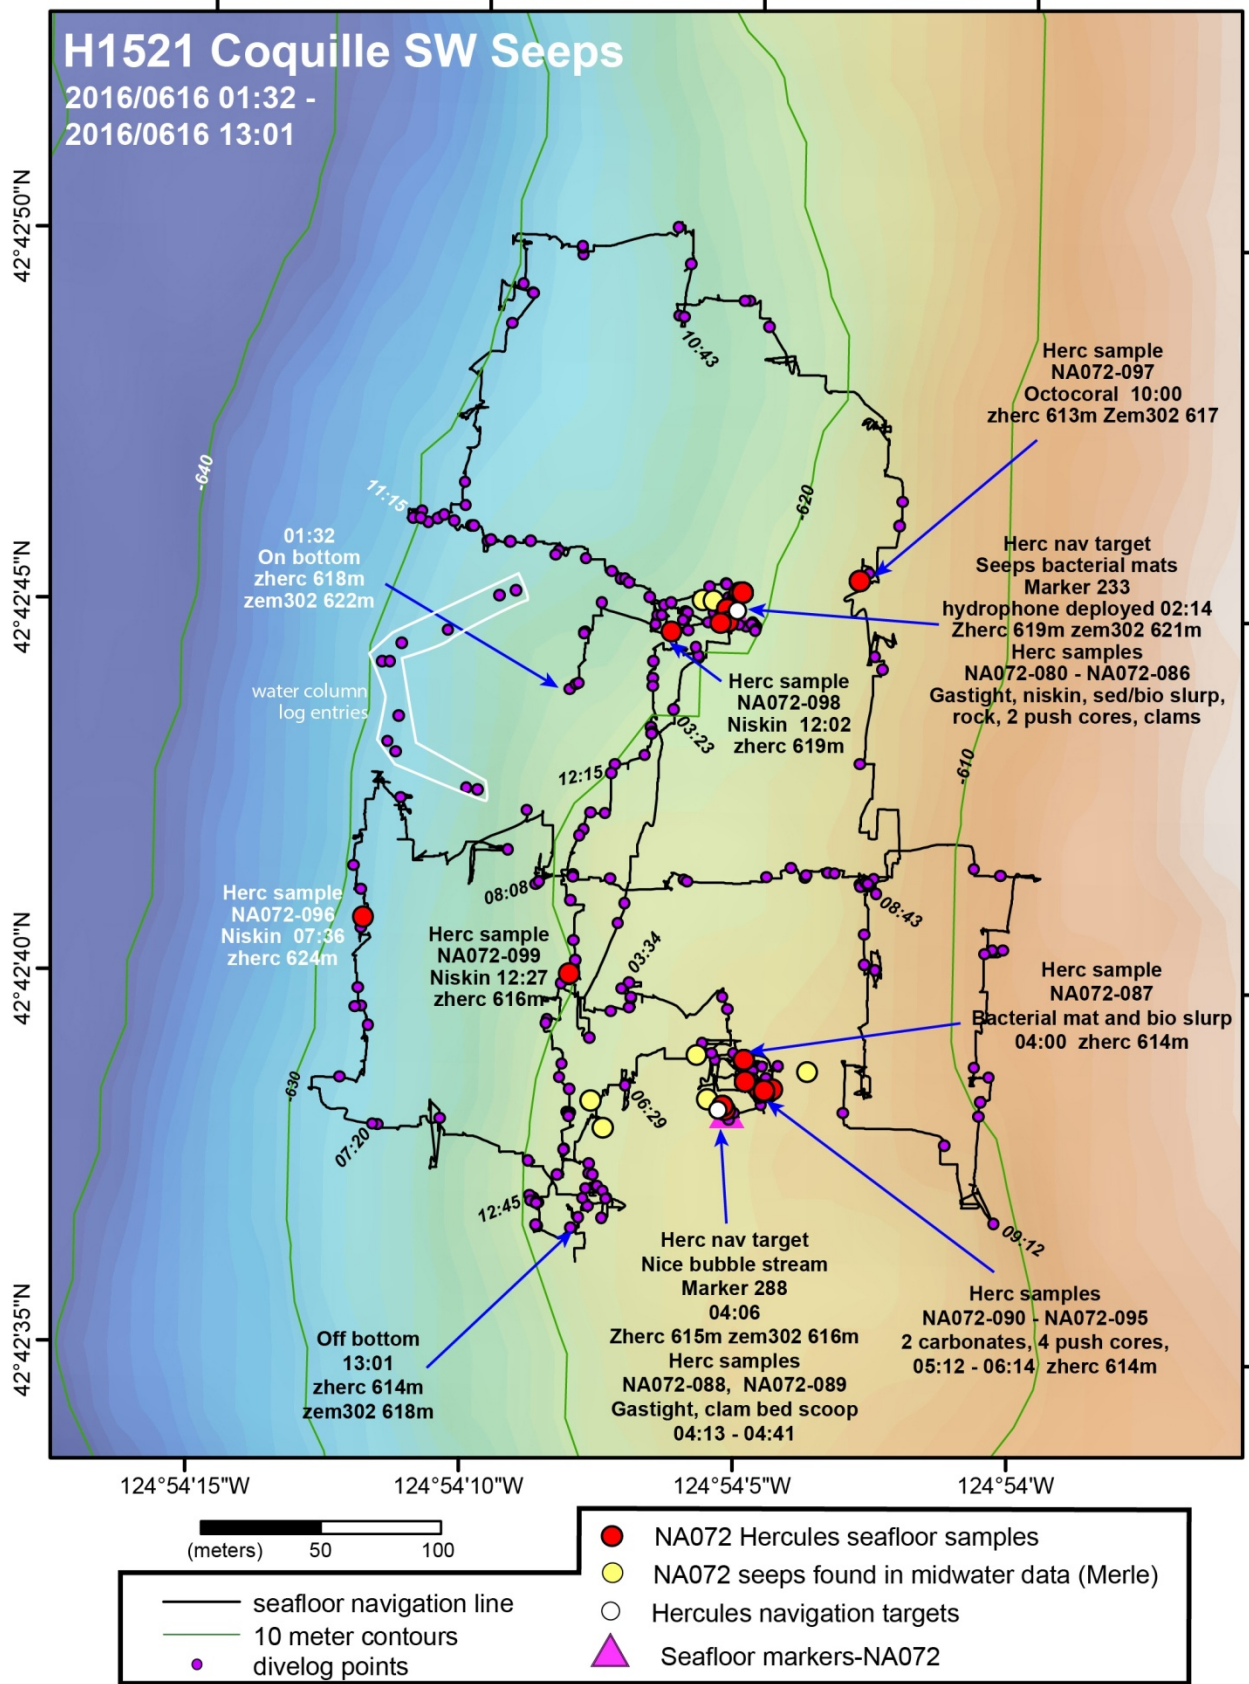 H1521 Coquille SW Seeps
2016/0616 01:32 -
2016/0616 13:01
42°42'50"N
42°42'45"N
42°42'40"N
42°42'35"N
10:43
Herc sample
NA072-097
Octocoral 10:00
zherc 613m Zem302 617
-640
11:15
-620
01:32
On bottom
zherc 618m
zem302 622m
Herc nav target
Seeps bacterial mats
Marker 233
hydrophone deployed 02:14
Zherc 619m zem302 621m
Herc samples
NA072-080 - NA072-086
Gastight, niskin, sed/bio slurp,
rock, 2 push cores, clams
water column
log entries
Herc sample
NA072-098
Niskin 12:02
zherc 619m
03:23
12:15
-610
08:08
08:43
Herc sample
NA072-096
Niskin 07:36
zherc 624m
Herc sample
NA072-099
Niskin 12:27
zherc 616m
03:34
Herc sample
NA072-087
Bacterial mat and bio slurp
04:00 zherc 614m
-630
06:29
07:20
12:45
09:12
Herc nav target
Nice bubble stream
Marker 288
04:06
Zherc 615m zem302 616m
Herc samples
NA072-088, NA072-089
Gastight, clam bed scoop
04:13 - 04:41
Herc samples
NA072-090 - NA072-095
2 carbonates, 4 push cores,
05:12 - 06:14 zherc 614m
Off bottom
13:01
zherc 614m
zem302 618m
124°54'15"W
124°54'10"W
124°54'5"W
124°54'W
(meters) 50 100
seafloor navigation line
10 meter contours
divelog points
NA072 Hercules seafloor samples
NA072 seeps found in midwater data (Merle)
Hercules navigation targets
Seafloor markers-NA072